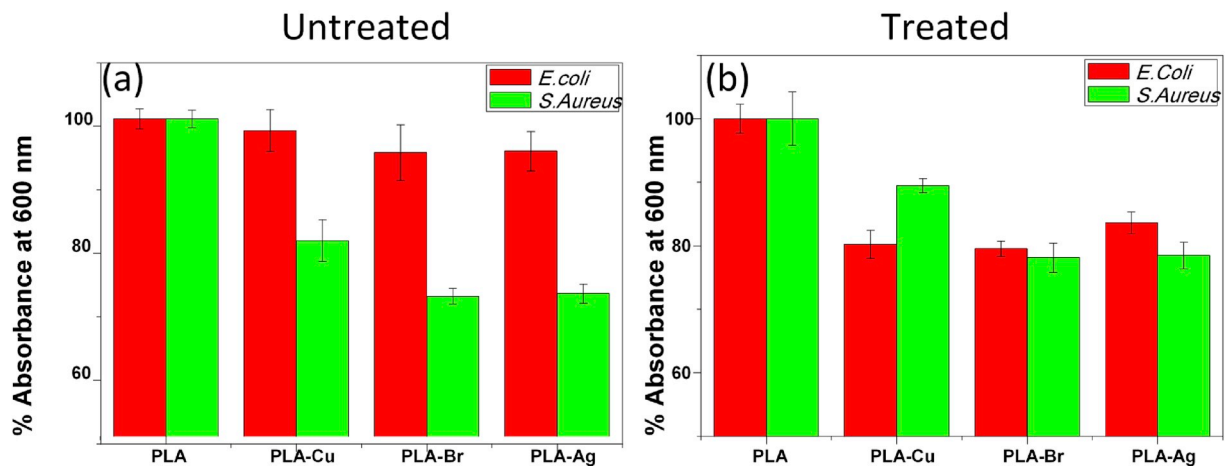 Untreated
(a)
E.coli
S.Aureus
% Absorbance at 600 nm
100
80
60
PLA
PLA-Cu
PLA-Br
PLA-Ag
Treated
(b)
E.Coli
S.Aureus
% Absorbance at 600 nm
100
80
60
PLA
PLA-Cu
PLA-Br
PLA-Ag